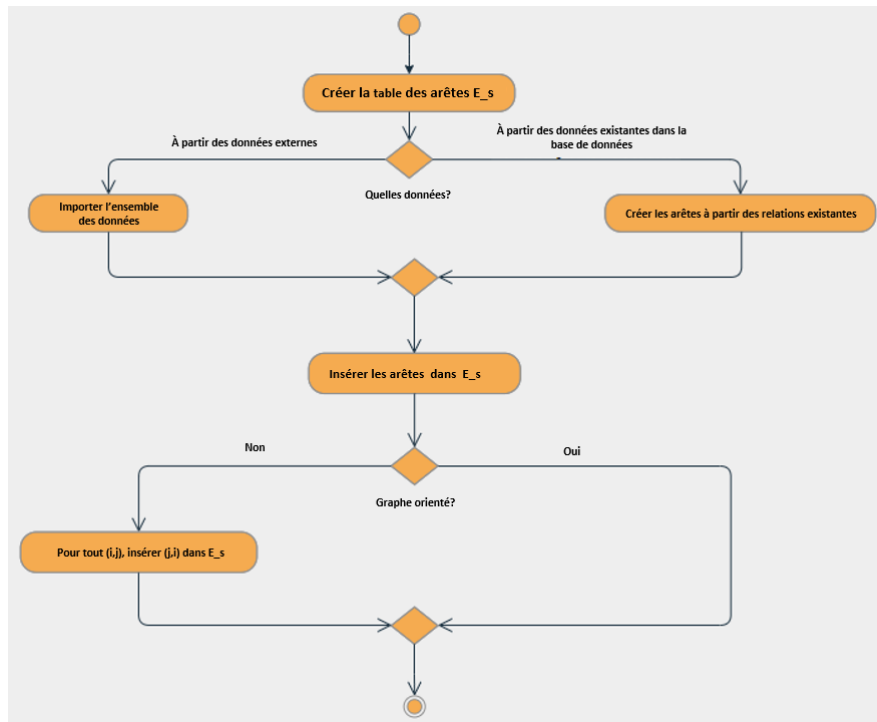 Créer la table des arêtes E_s
À partir des données externes
À partir des données existantes dans la
base de données
Quelles données?
Importer l'ensemble
des données
Créer les arêtes à partir des relations existantes
Insérer les arêtes dans E_s
Non
Oui
Graphe orienté?
Pour tout (i,j), insérer (j,i) dans E_s